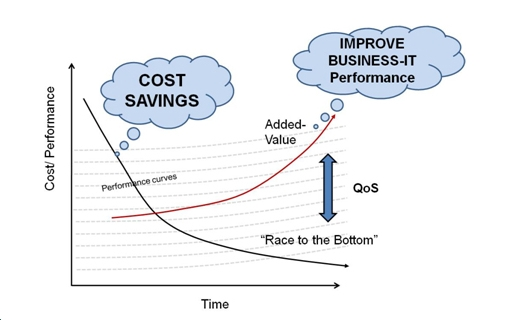 IMPROVE
BUSINESS-IT
Performance
COST
SAVINGS
Added-
Value
Cost/ Performance
Performance curves
QoS
“Race to the Bottom”
Time